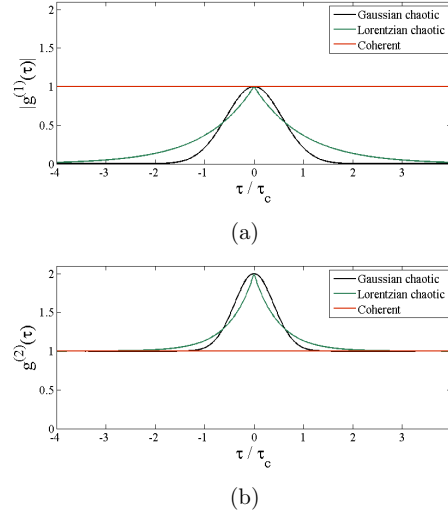 2
1.5
1
0.5
0
|g^(1)(τ)|
Gaussian chaotic
Lorentzian chaotic
Coherent
-4 -3 -2 -1 0 1 2 3
τ / τ_c
(a)
2
1.5
1
0.5
0
g^(2)(τ)
Gaussian chaotic
Lorentzian chaotic
Coherent
-4 -3 -2 -1 0 1 2 3
τ / τ_c
(b)